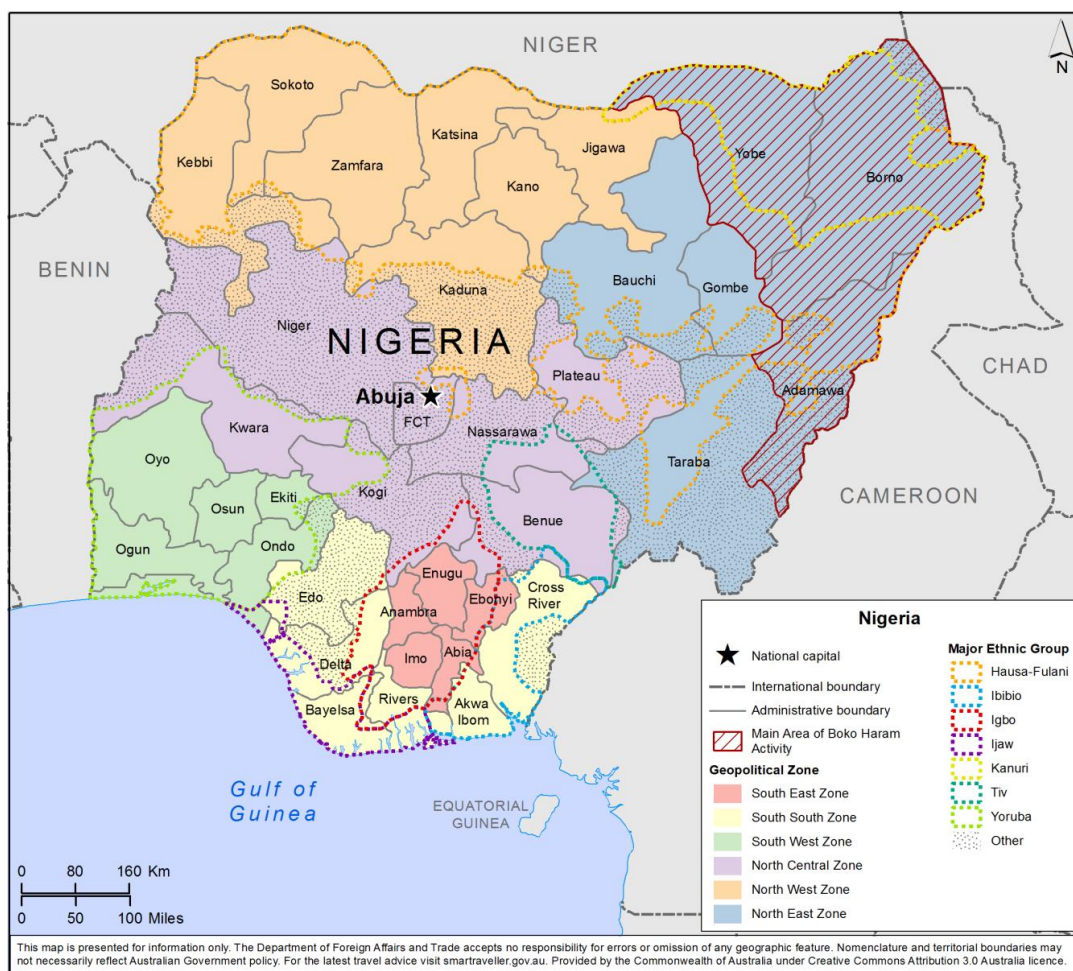 NIGER
N
Sokoto
Katsina
Kebbi
Zamfara
Jigawa
Kano
Yobe
Borno
BENIN
Bauchi
Gombe
Kaduna
Niger
NIGERIA
CHAD
Plateau
Adamawa
Abuja
FCT
Kwara
Nassarawa
Oyo
Taraba
Kogi
Ekiti
CAMEROON
Osun
Benue
Ogun
Ondo
Enugu
Cross
River
Edo
Ebonyi
Anambra
Imo
Abia
Delta
Rivers
Akwa
Ibom
Bayelsa
Gulf of
Guinea
EQUATORIAL
GUINEA
0 80 160 Km
0 50 100 Miles
Nigeria
National capital
International boundary
Administrative boundary
Main Area of Boko Haram
Activity
Geopolitical Zone
South East Zone
South South Zone
South West Zone
North Central Zone
North West Zone
North East Zone
Major Ethnic Group
Hausa-Fulani
Ibibio
Igbo
Ijaw
Kanuri
Tiv
Yoruba
Other
This map is presented for information only. The Department of Foreign Affairs and Trade accepts no responsibility for errors or omission of any geographic feature. Nomenclature and territorial boundaries may
not necessarily reflect Australian Government policy. For the latest travel advice visit smartraveller.gov.au. Provided by the Commonwealth of Australia under Creative Commons Attribution 3.0 Australia licence.